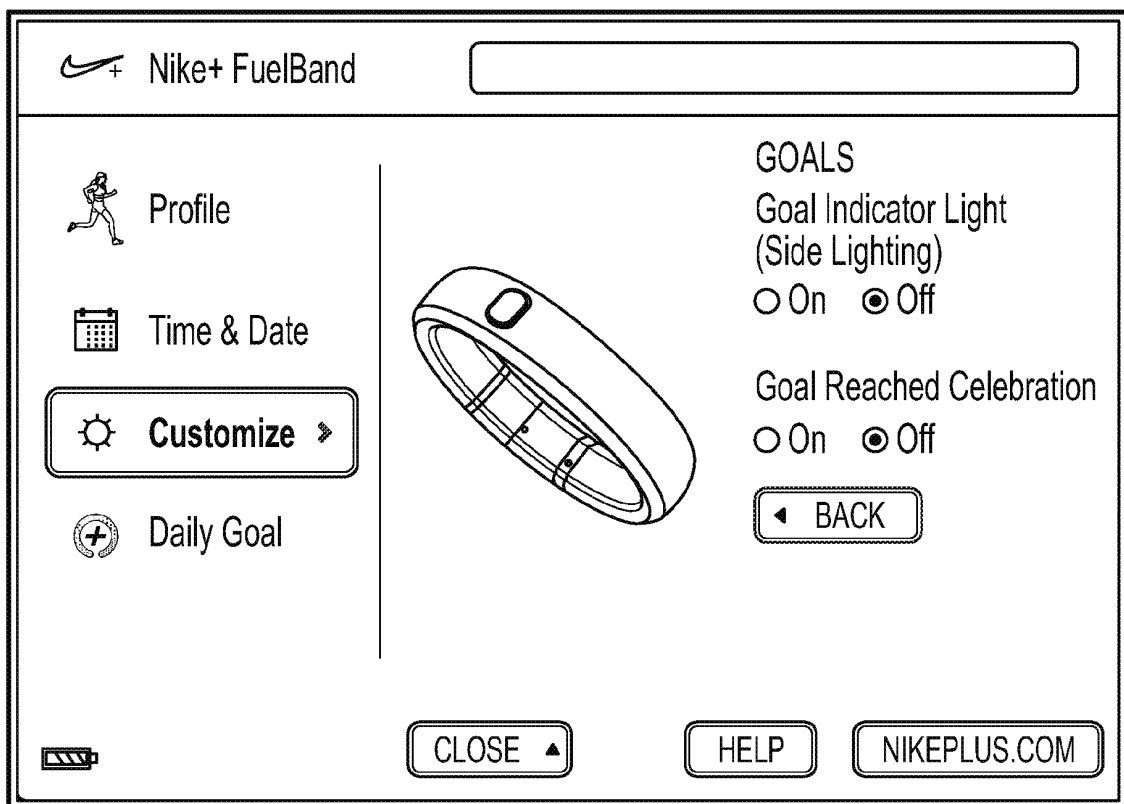 Nike+ FuelBand
Profile
Time & Date
Customize
Daily Goal
GOALS
Goal Indicator Light
(Side Lighting)
On Off
Goal Reached Celebration
On Off
BACK
CLOSE
HELP
NIKEPLUS.COM